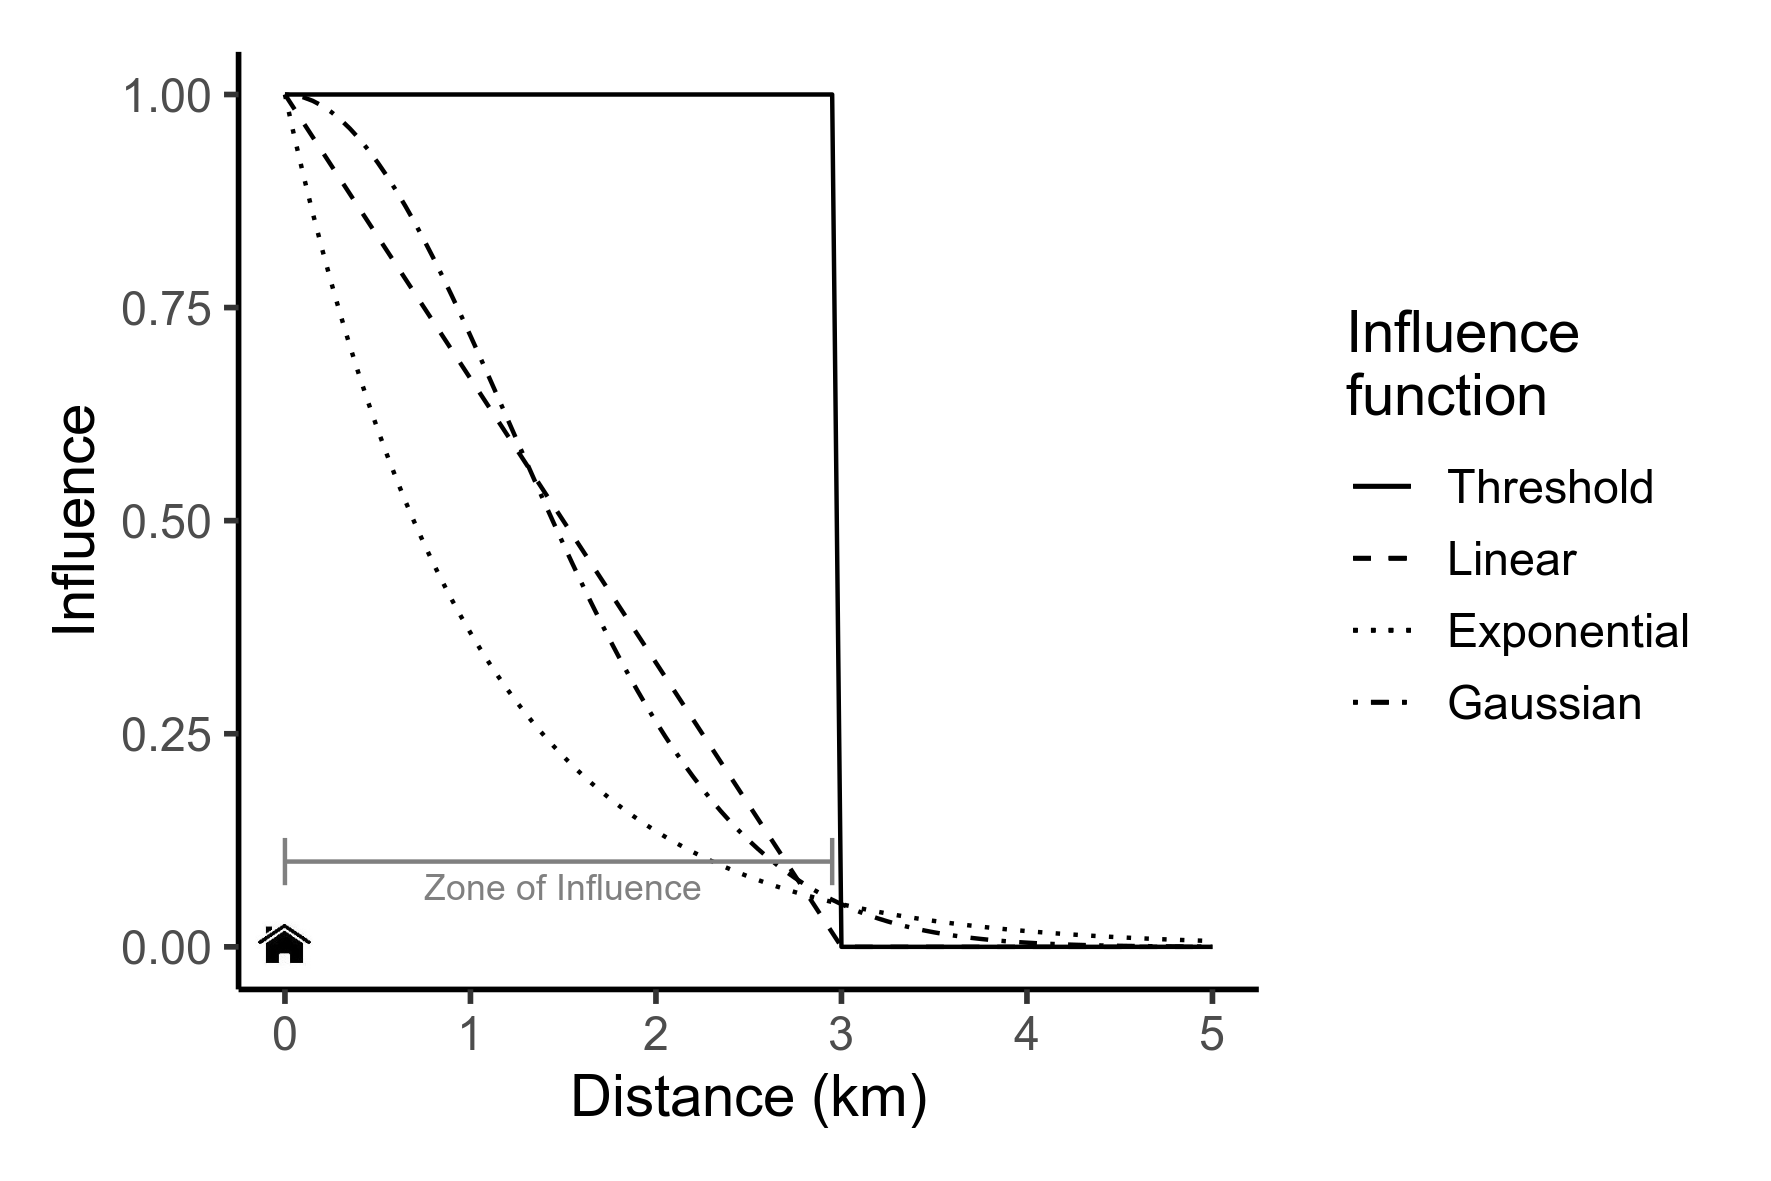 1.00
0.75
0.50
0.25
0.00
Influence
Zone of Influence
0 1 2 3 4 5
Distance (km)
Influence
function
Threshold
Linear
Exponential
Gaussian